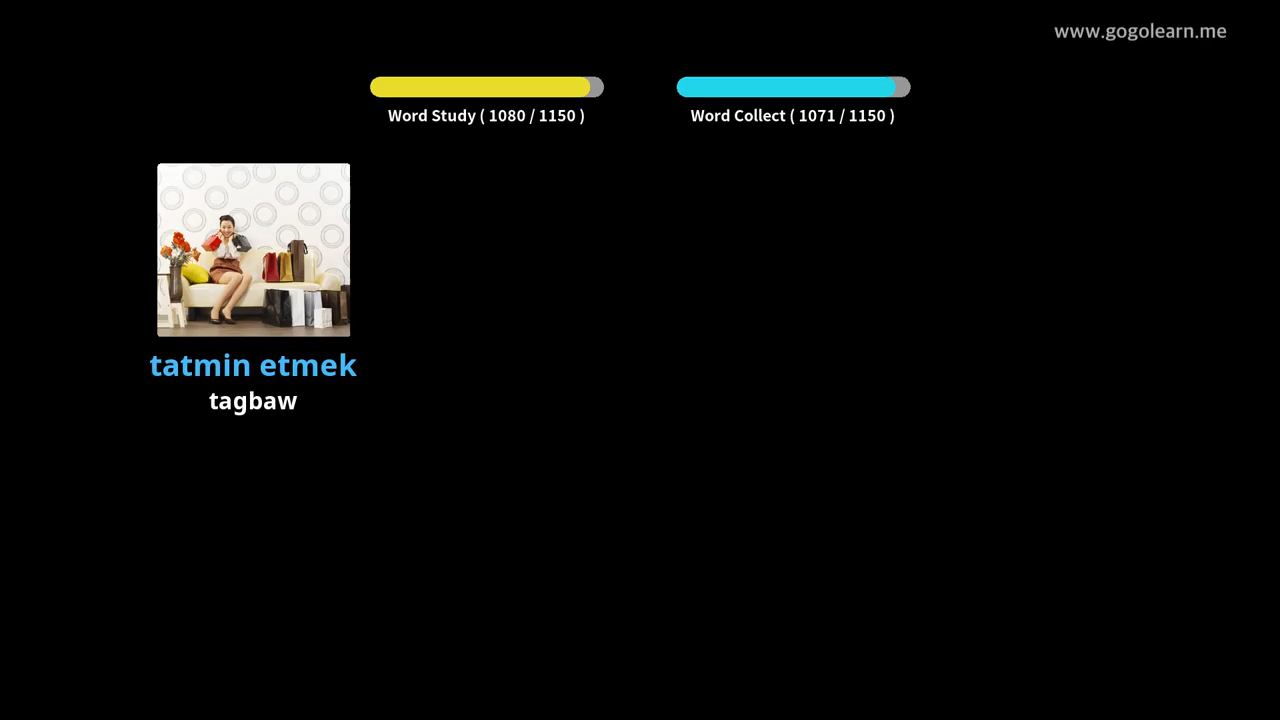 www.gogolearn.me
Word Study ( 1080 / 1150 )
Word Collect ( 1071 / 1150 )
tatmin etmek
tagbaw